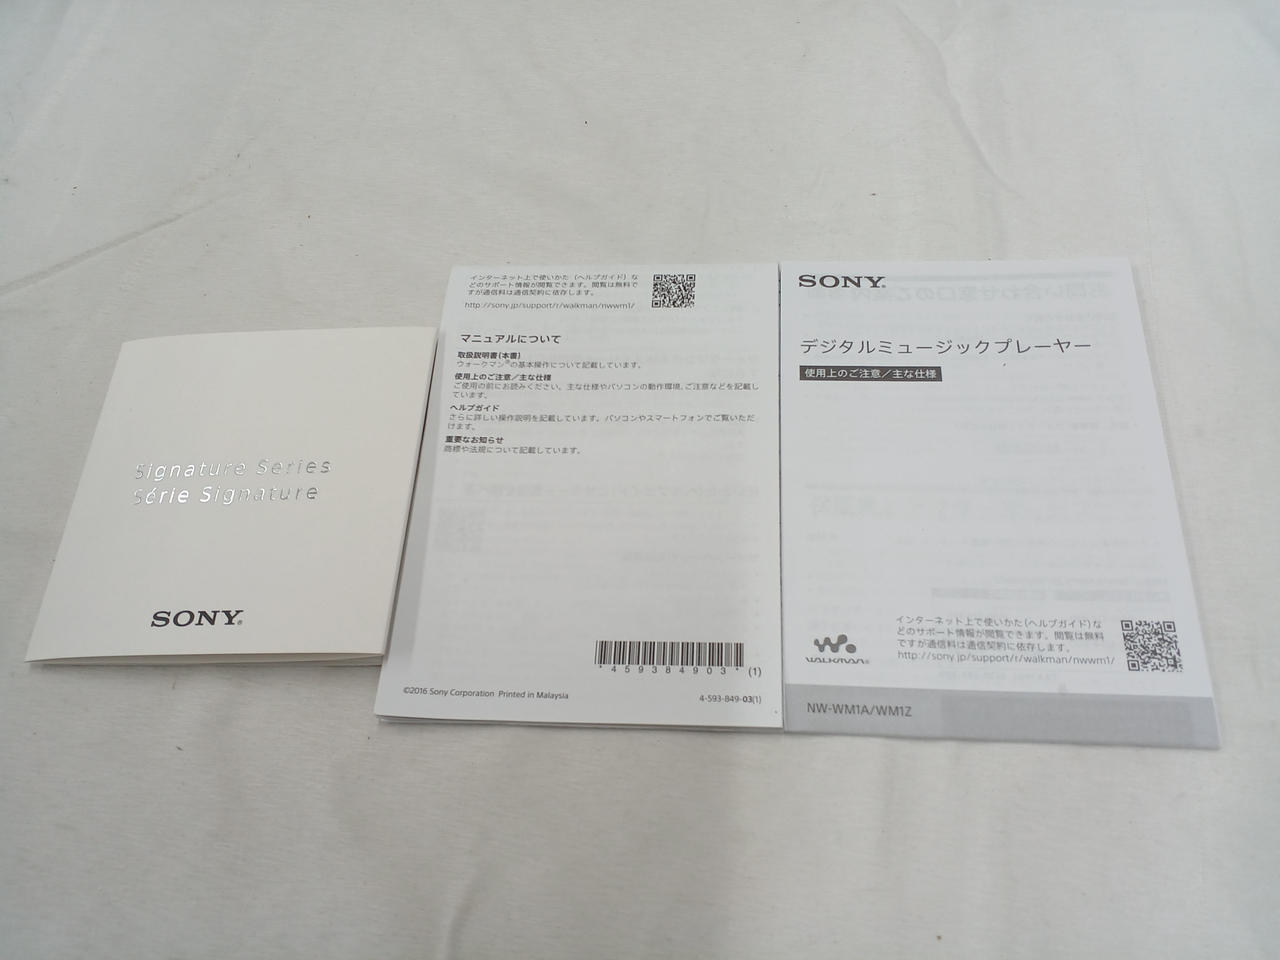 Signature Series
Série Signature
SONY®
インターネット上で使いかた（ヘルプガイド）な
どのサポート情報が閲覧できます。閲覧は無料で
すが通信料は通信契約に依存します。
http://sony.jp/support/r/walkman/nwwm1/
マニュアルについて
取扱説明書（本書）
ウォークマン®の基本操作について記載しています。
使用上のご注意／主な仕様
ご使用の前にお読みください。主な仕様やパソコンの動作環境、ご注意などを記載し
ています。
ヘルプガイド
さらに詳しい操作説明を記載しています。パソコンやスマートフォンでご覧いただ
けます。
重要なお知らせ
商標や法規について記載しています。
*459384903*(1)
©2016 Sony Corporation Printed in Malaysia
4-593-849-03(1)
SONY®
デジタルミュージックプレーヤー
使用上のご注意／主な仕様
WALKMAN®
インターネット上で使いかた（ヘルプガイド）な
どのサポート情報が閲覧できます。閲覧は無料
ですが通信料は通信契約に依存します。
http://sony.jp/support/r/walkman/nwwm1/
NW-WM1A/WM1Z